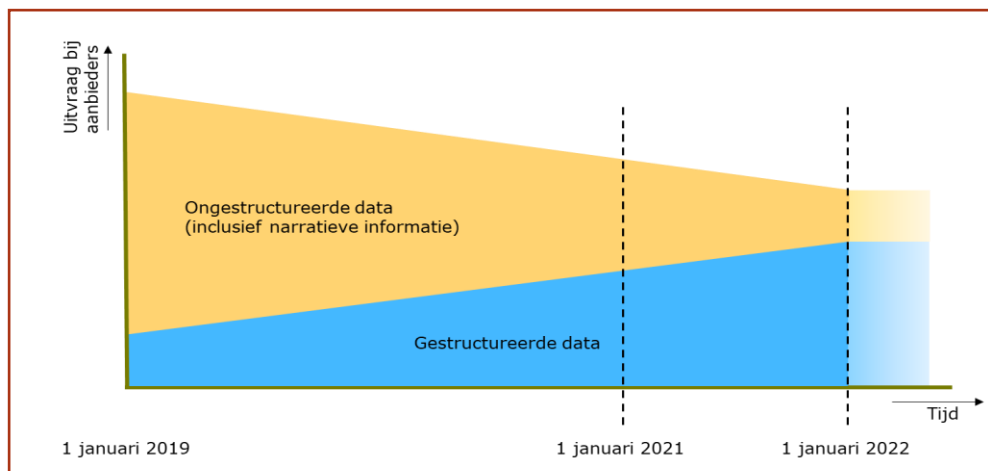 Uitvraag bij
aanbieders
Ongestructureerde data
(inclusief narratieve informatie)
Gestructureerde data
Tijd
1 januari 2019
1 januari 2021
1 januari 2022